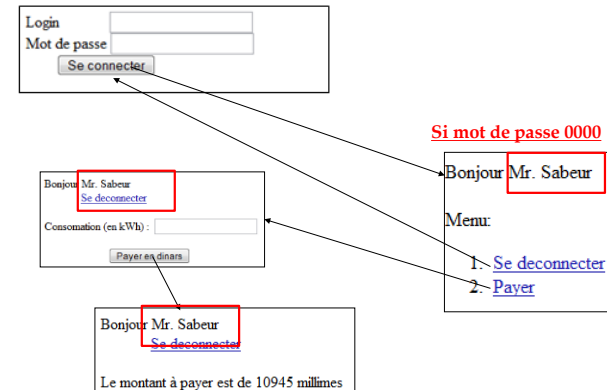 Login
Mot de passe
Se connecter
Si mot de passe 0000
Bonjour Mr. Sabeur
Menu:
1. Se deconnecter
2. Payer
Bonjour Mr. Sabeur
Se deconnecter
Consomation (en kWh) :
Payer en dinars
Bonjour Mr. Sabeur
Se deconnecter
Le montant à payer est de 10945 millimes